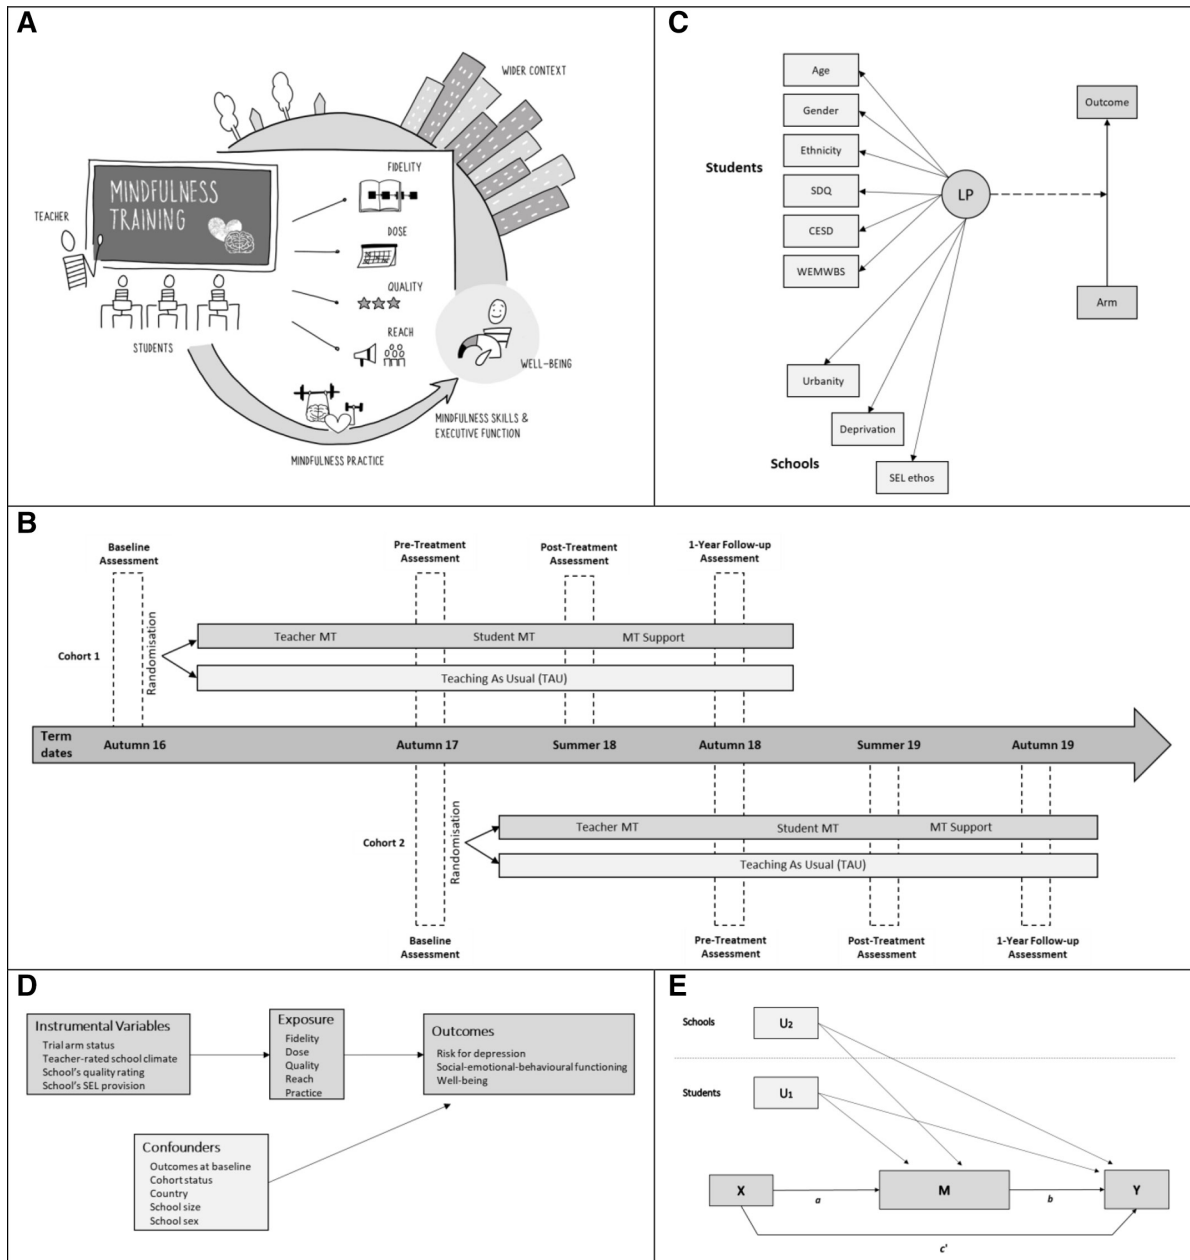 A
WIDER CONTEXT
MINDFULNESS
TRAINING
TEACHER
STUDENTS
FIDELITY
DOSE
QUALITY
REACH
WELL-BEING
MINDFULNESS SKILLS &
EXECUTIVE FUNCTION
MINDFULNESS PRACTICE
C
Students
Age
Gender
Ethnicity
SDQ
CESD
WEMWBS
LP
Outcome
Arm
Urbanity
Deprivation
SEL ethos
Schools
B
Baseline
Assessment
Pre-Treatment
Assessment
Post-Treatment
Assessment
1-Year Follow-up
Assessment
Cohort 1
Randomisation
Teacher MT
Student MT
MT Support
Teaching As Usual (TAU)
Term
dates
Autumn 16
Autumn 17
Summer 18
Autumn 18
Summer 19
Autumn 19
Cohort 2
Randomisation
Teacher MT
Student MT
MT Support
Teaching As Usual (TAU)
Baseline
Assessment
Pre-Treatment
Assessment
Post-Treatment
Assessment
1-Year Follow-up
Assessment
D
Instrumental Variables
Trial arm status
Teacher-rated school climate
School's quality rating
School's SEL provision
Exposure
Fidelity
Dose
Quality
Reach
Practice
Outcomes
Risk for depression
Social-emotional-behavioural functioning
Well-being
Confounders
Outcomes at baseline
Cohort status
Country
School size
School sex
E
Schools
U2
Students
U1
X
a
M
b
Y
c'